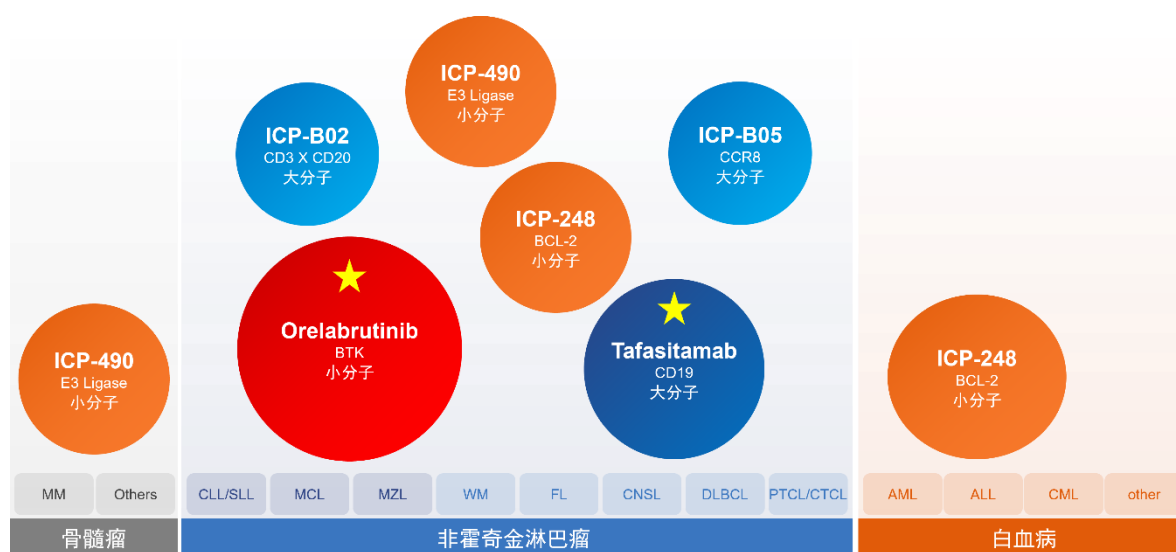 ICP-490
E3 Ligase
小分子
ICP-B02
CD3 X CD20
大分子
ICP-B05
CCR8
大分子
ICP-248
BCL-2
小分子
Orelabrutinib
BTK
小分子
Tafasitamab
CD19
大分子
ICP-490
E3 Ligase
小分子
ICP-248
BCL-2
小分子
MM
Others
CLL/SLL
MCL
MZL
WM
FL
CNSL
DLBCL
PTCL/CTCL
AML
ALL
CML
other
骨髓瘤
非霍奇金淋巴瘤
白血病